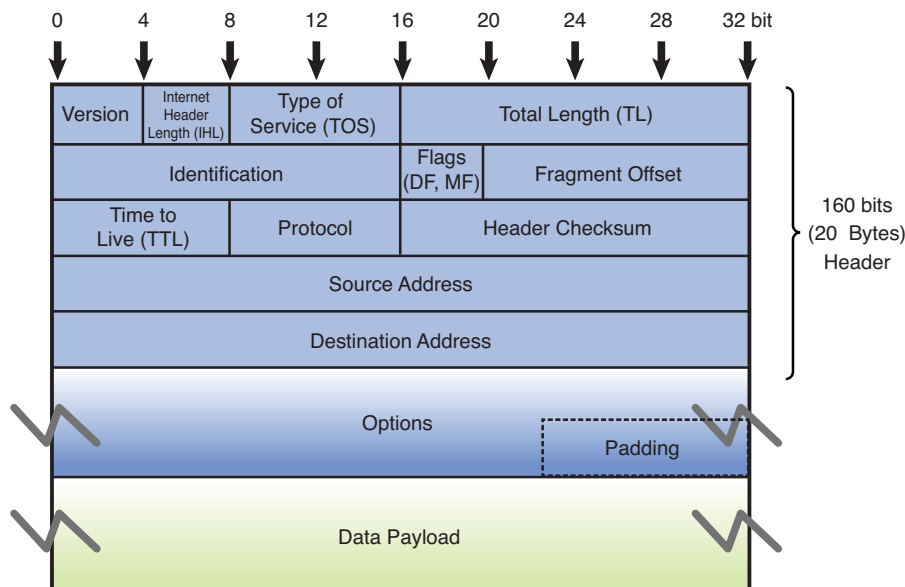 0 4 8 12 16 20 24 28 32 bit
Version
Internet
Header
Length (IHL)
Type of
Service (TOS)
Total Length (TL)
Identification
Flags
(DF, MF)
Fragment Offset
Time to
Live (TTL)
Protocol
Header Checksum
Source Address
Destination Address
160 bits
(20 Bytes)
Header
Options
Padding
Data Payload